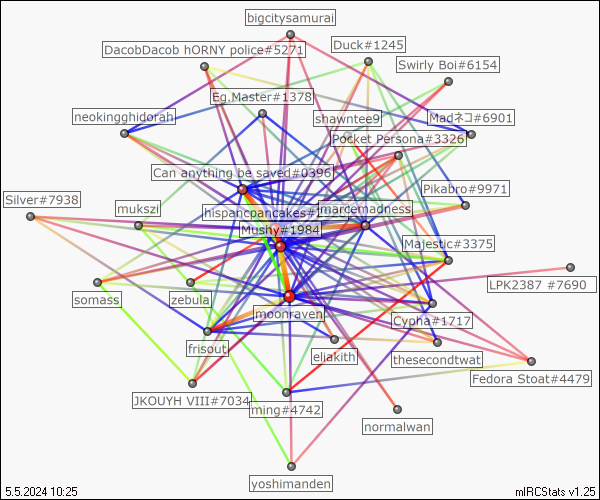 bigcitysamurai
DacobDacob hORNY police#5271
Duck#1245
Swirly Boi#6154
Eg.Master#1378
neokingghidorah
shawntee9
Madネコ#6901
Pocket Persona#3326
Can anything be saved#0396
Pikabro#9971
Silver#7938
mukszi
marcemadness
Mushy#1984
Majestic#3375
LPK2387 #7690
somass
zebula
moonraven
Cypha#1717
frisout
eliakith
thesecondtwat
Fedora Stoat#4479
JKOUYH VIII#7034
ming#4742
normalwan
yoshimanden
5.5.2024 10:25
mIRCStats v1.25